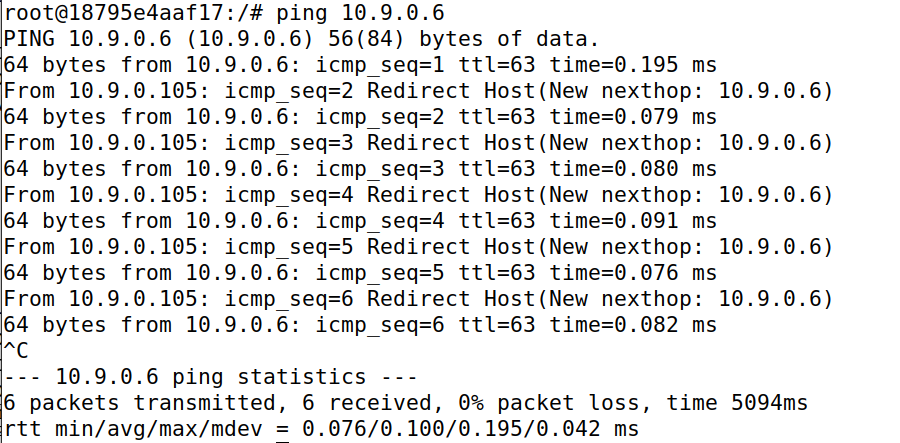 root@18795e4aaf17:/# ping 10.9.0.6
PING 10.9.0.6 (10.9.0.6) 56(84) bytes of data.
64 bytes from 10.9.0.6: icmp_seq=1 ttl=63 time=0.195 ms
From 10.9.0.105: icmp_seq=2 Redirect Host(New nexthop: 10.9.0.6)
64 bytes from 10.9.0.6: icmp_seq=2 ttl=63 time=0.079 ms
From 10.9.0.105: icmp_seq=3 Redirect Host(New nexthop: 10.9.0.6)
64 bytes from 10.9.0.6: icmp_seq=3 ttl=63 time=0.080 ms
From 10.9.0.105: icmp_seq=4 Redirect Host(New nexthop: 10.9.0.6)
64 bytes from 10.9.0.6: icmp_seq=4 ttl=63 time=0.091 ms
From 10.9.0.105: icmp_seq=5 Redirect Host(New nexthop: 10.9.0.6)
64 bytes from 10.9.0.6: icmp_seq=5 ttl=63 time=0.076 ms
From 10.9.0.105: icmp_seq=6 Redirect Host(New nexthop: 10.9.0.6)
64 bytes from 10.9.0.6: icmp_seq=6 ttl=63 time=0.082 ms
^C
--- 10.9.0.6 ping statistics ---
6 packets transmitted, 6 received, 0% packet loss, time 5094ms
rtt min/avg/max/mdev = 0.076/0.100/0.195/0.042 ms